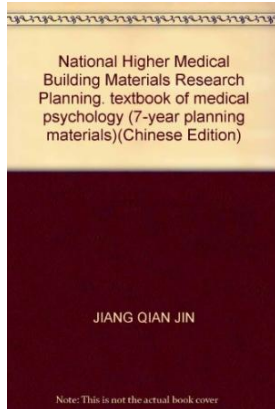 National Higher Medical
Building Materials Research
Planning. textbook of medical
psychology (7-year planning
materials)(Chinese Edition)
JIANG QIAN JIN
Note: This is not the actual book cover